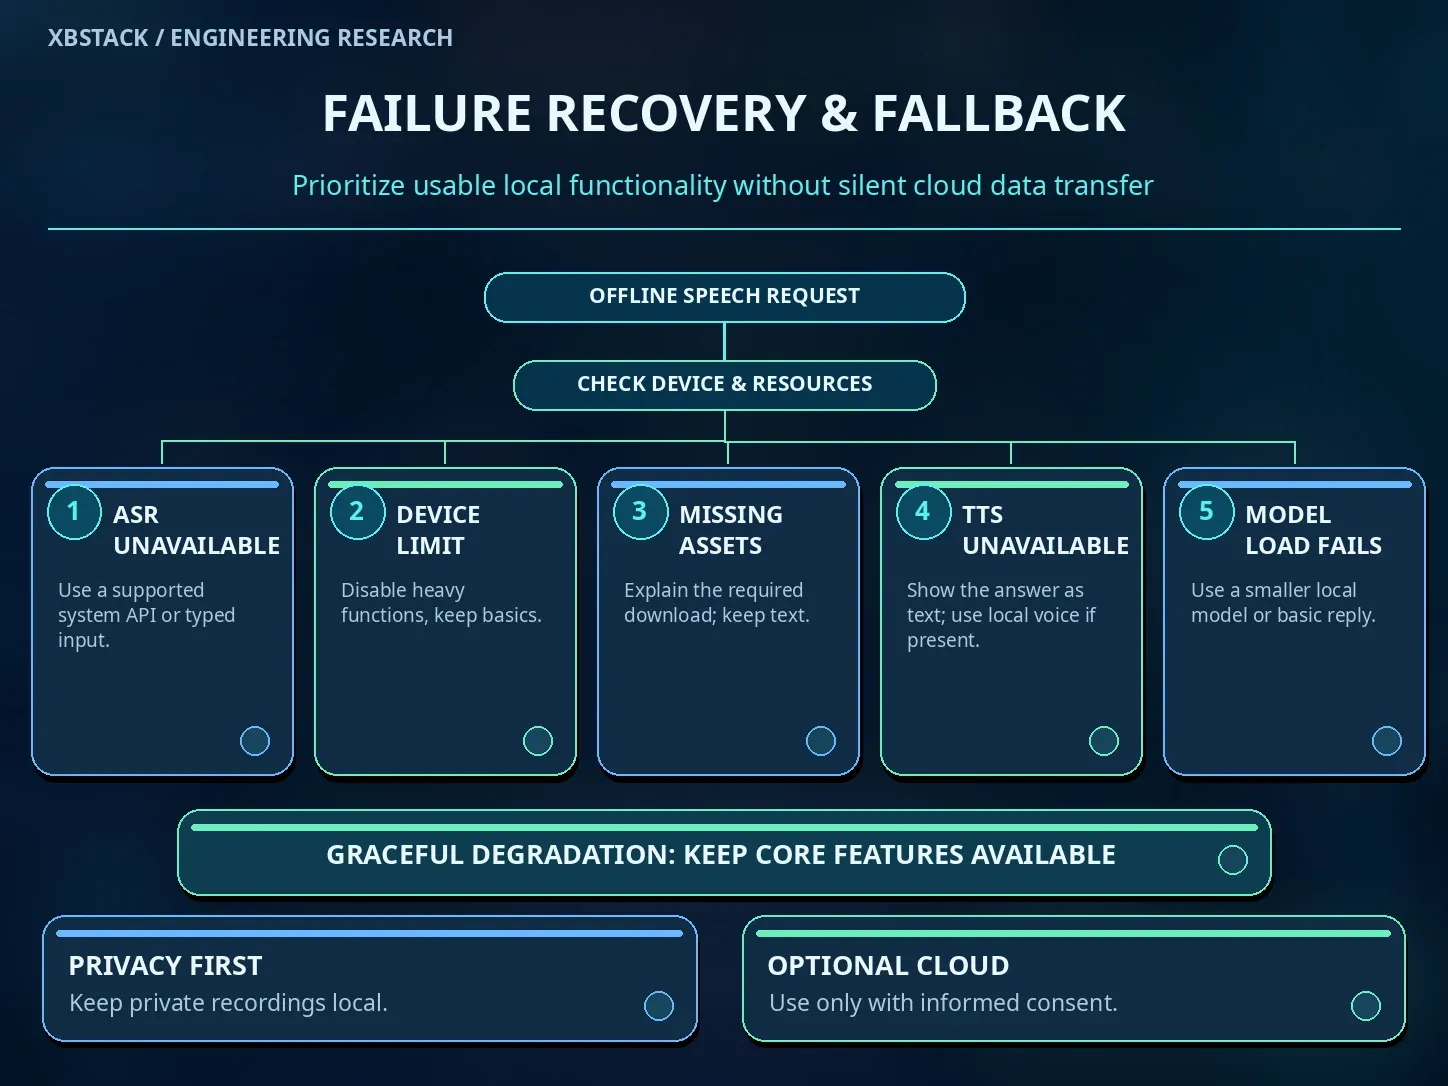 XBSTACK / ENGINEERING RESEARCH
FAILURE RECOVERY & FALLBACK
Prioritize usable local functionality without silent cloud data transfer
OFFLINE SPEECH REQUEST
CHECK DEVICE & RESOURCES
1
ASR
UNAVAILABLE
Use a supported
system API or typed
input.
2
DEVICE
LIMIT
Disable heavy
functions, keep basics.
3
MISSING
ASSETS
Explain the required
download; keep text.
4
TTS
UNAVAILABLE
Show the answer as
text; use local voice if
present.
5
MODEL
LOAD FAILS
Use a smaller local
model or basic reply.
GRACEFUL DEGRADATION: KEEP CORE FEATURES AVAILABLE
PRIVACY FIRST
Keep private recordings local.
OPTIONAL CLOUD
Use only with informed consent.